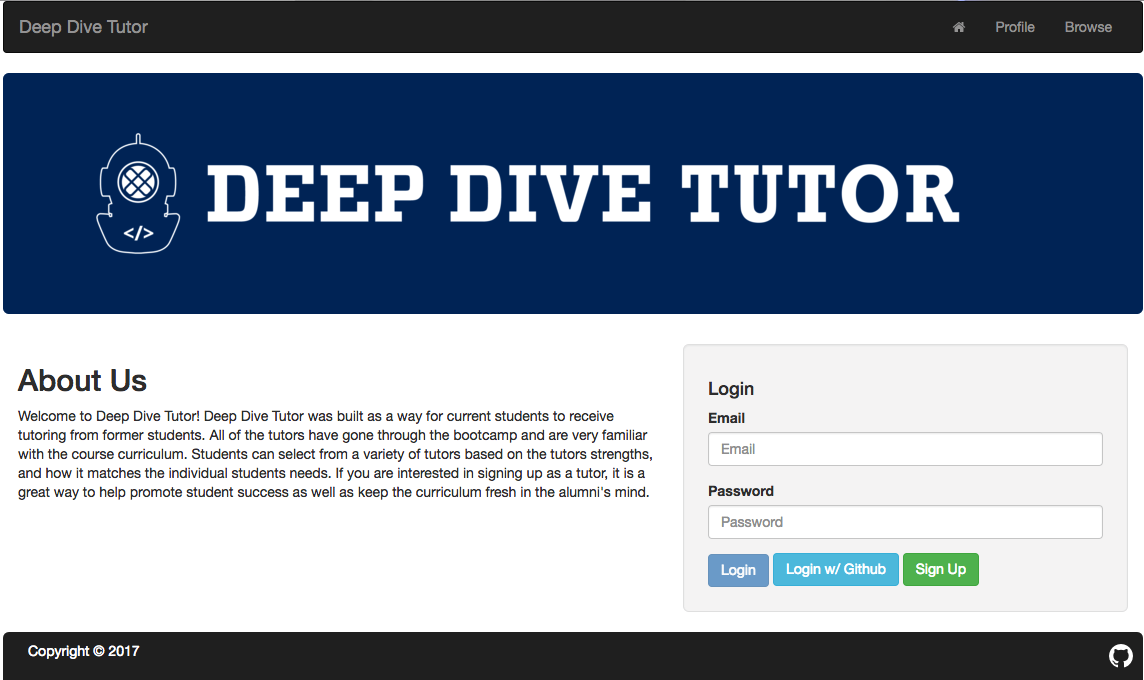 Deep Dive Tutor
Profile
Browse
</>
DEEP DIVE TUTOR
About Us
Welcome to Deep Dive Tutor! Deep Dive Tutor was built as a way for current students to receive
tutoring from former students. All of the tutors have gone through the bootcamp and are very familiar
with the course curriculum. Students can select from a variety of tutors based on the tutors strengths,
and how it matches the individual students needs. If you are interested in signing up as a tutor, it is a
great way to help promote student success as well as keep the curriculum fresh in the alumni's mind.
Login
Email
Email
Password
Password
Login
Login w/ Github
Sign Up
Copyright © 2017